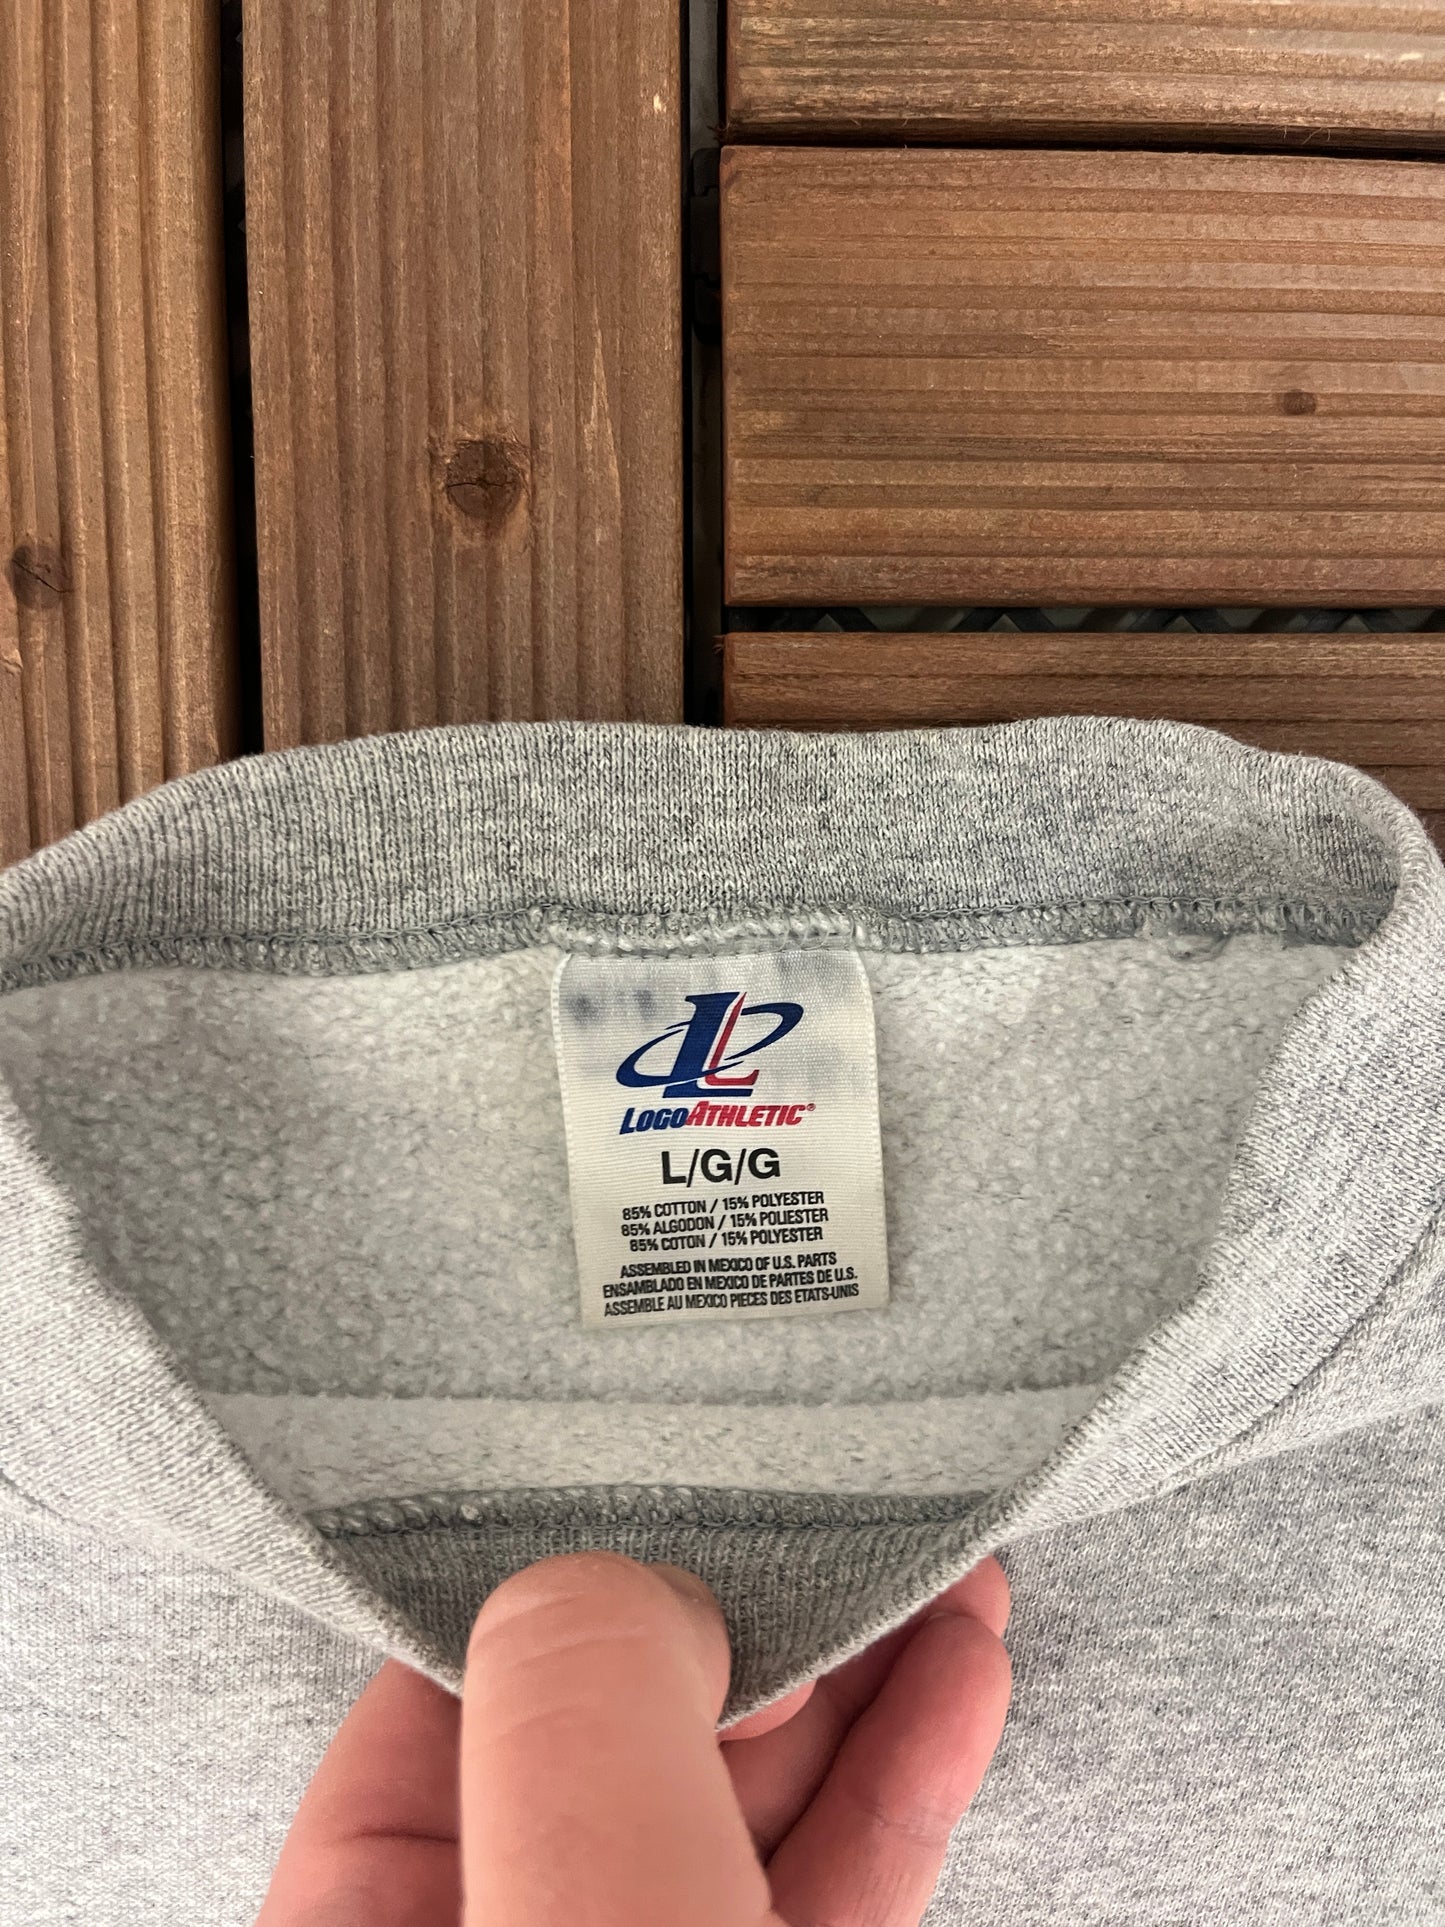 LL
LOGOATHLETIC®
L/G/G
85% COTTON / 15% POLYESTER
85% ALGODON / 15% POLIESTER
85% COTON / 15% POLYESTER
ASSEMBLED IN MEXICO OF U.S. PARTS
ENSAMBLADO EN MEXICO DE PARTES DE U.S.
ASSEMBLE AU MEXICO PIECES DES ETATS-UNIS